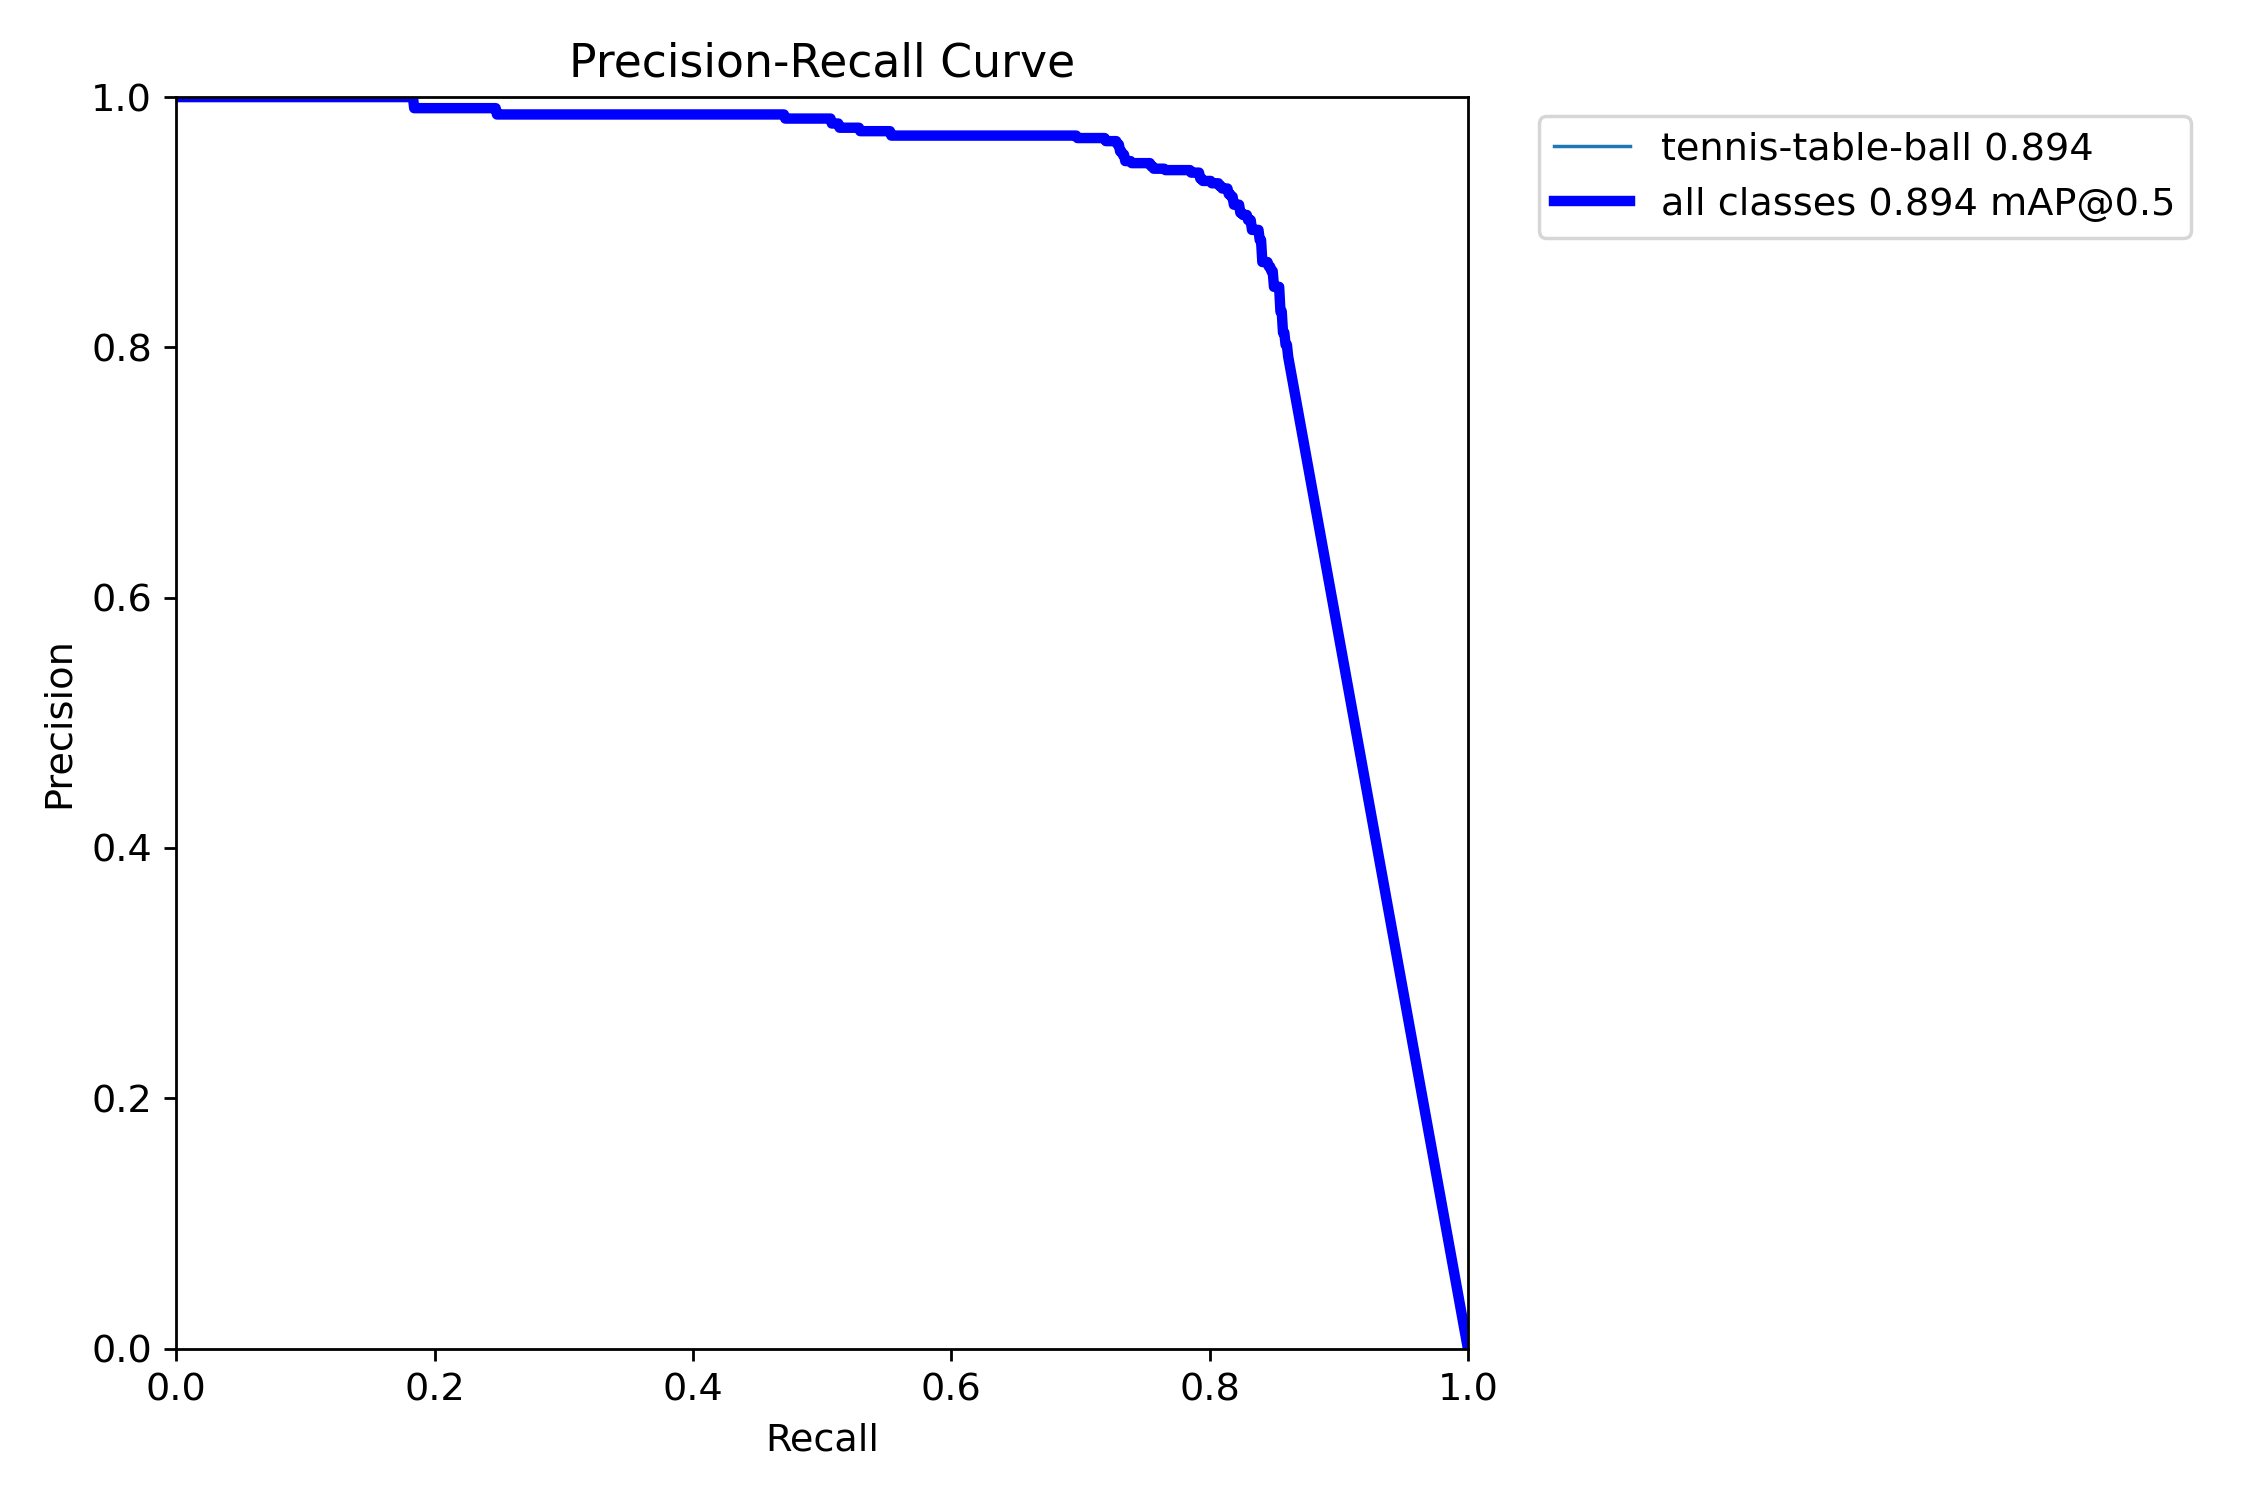 Precision-Recall Curve
tennis-table-ball 0.894
all classes 0.894 mAP@0.5
Precision
1.0
0.8
0.6
0.4
0.2
0.0
0.0 0.2 0.4 0.6 0.8 1.0
Recall